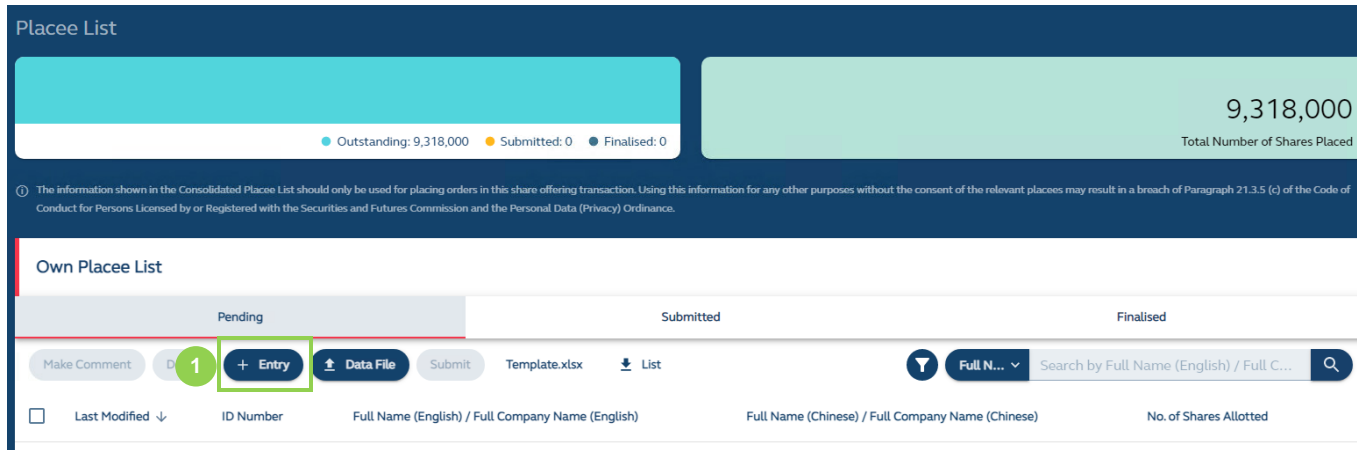 Placee List
Outstanding: 9,318,000 Submitted: 0 Finalised: 0
9,318,000
Total Number of Shares Placed
The information shown in the Consolidated Placee List should only be used for placing orders in this share offering transaction. Using this information for any other purposes without the consent of the relevant placees may result in a breach of Paragraph 21.3.5 (c) of the Code of
Conduct for Persons Licensed by or Registered with the Securities and Futures Commission and the Personal Data (Privacy) Ordinance.
Own Placee List
Pending Submitted Finalised
Make Comment 1 + Entry Data File Submit Template.xlsx List Full N... Search by Full Name (English) / Full C...
Last Modified ↓ ID Number Full Name (English) / Full Company Name (English) Full Name (Chinese) / Full Company Name (Chinese) No. of Shares Allotted